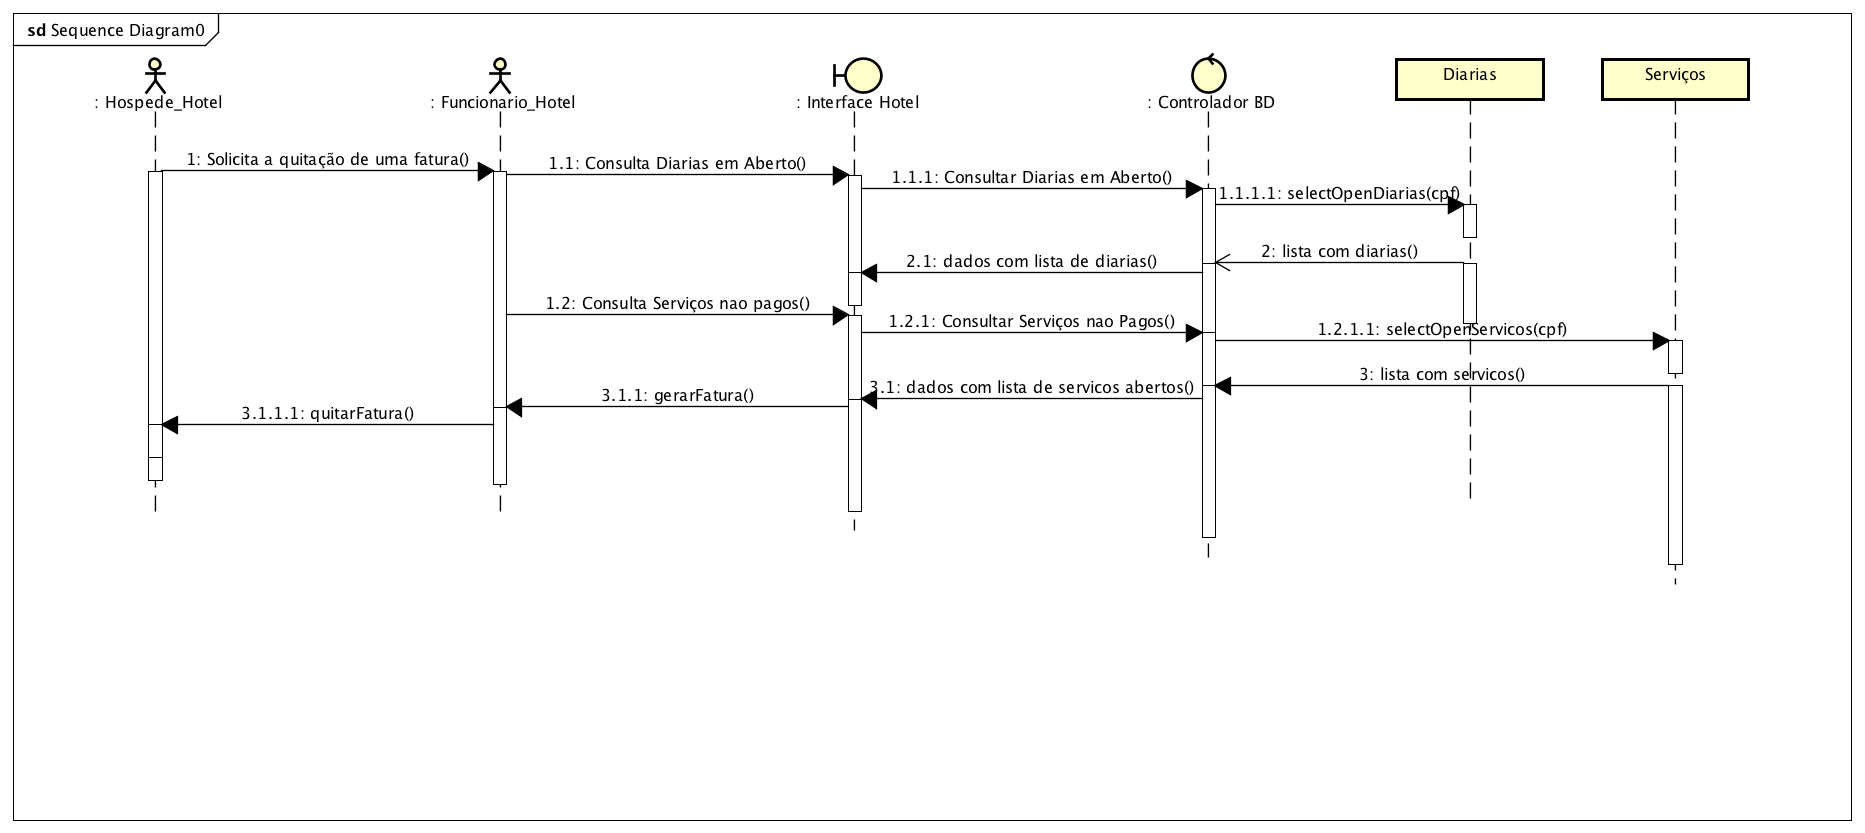 sd Sequence Diagram0
: Hospede_Hotel
: Funcionario_Hotel
: Interface Hotel
: Controlador BD
Diarias
Serviços
1: Solicita a quitação de uma fatura()
1.1: Consulta Diarias em Aberto()
1.1.1: Consultar Diarias em Aberto()
1.1.1.1: selectOpenDiarias(cpf)
2: lista com diarias()
2.1: dados com lista de diarias()
1.2: Consulta Serviços nao pagos()
1.2.1: Consultar Serviços nao Pagos()
1.2.1.1: selectOpenServicos(cpf)
3: lista com servicos()
3.1: dados com lista de servicos abertos()
3.1.1: gerarFatura()
3.1.1.1: quitarFatura()